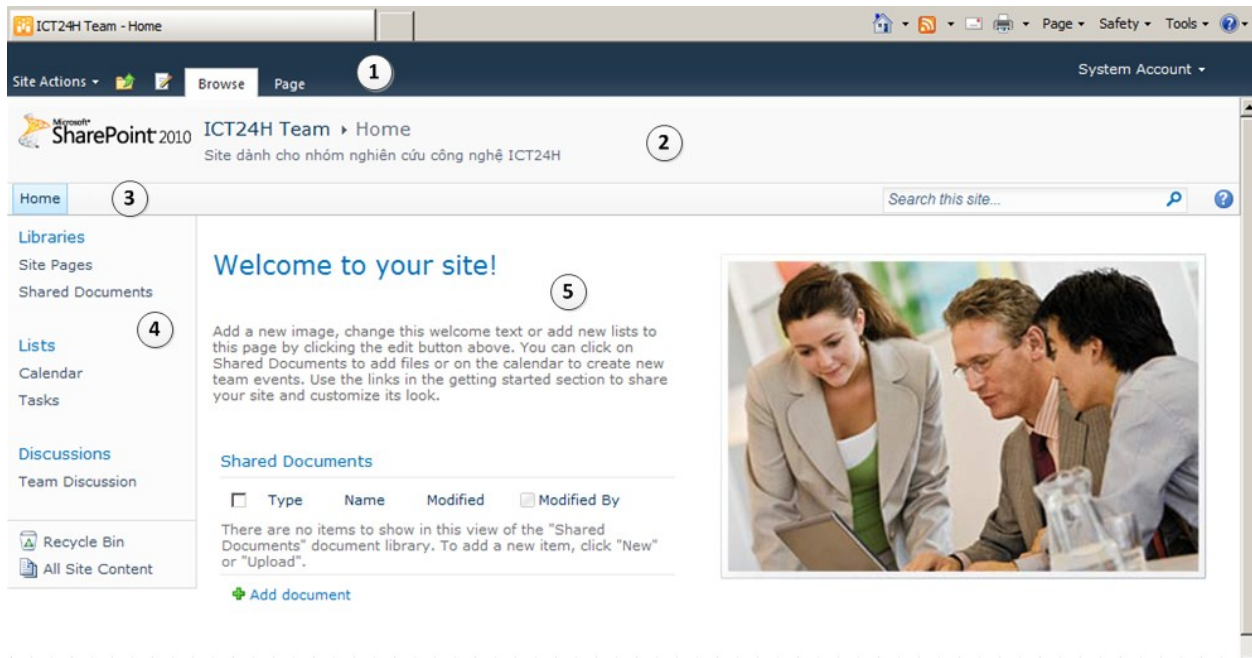 ICT24H Team - Home
Page Safety Tools
Site Actions Browse Page 1 System Account
Microsoft
SharePoint 2010
ICT24H Team Home 2
Site dành cho nhóm nghiên cứu công nghệ ICT24H
Home 3 Search this site...
Libraries
Site Pages
Shared Documents
4
Lists
Calendar
Tasks
Discussions
Team Discussion
Recycle Bin
All Site Content
Welcome to your site!
5
Add a new image, change this welcome text or add new lists to
this page by clicking the edit button above. You can click on
Shared Documents to add files or on the calendar to create new
team events. Use the links in the getting started section to share
your site and customize its look.
Shared Documents
Type Name Modified Modified By
There are no items to show in this view of the "Shared
Documents" document library. To add a new item, click "New"
or "Upload".
Add document